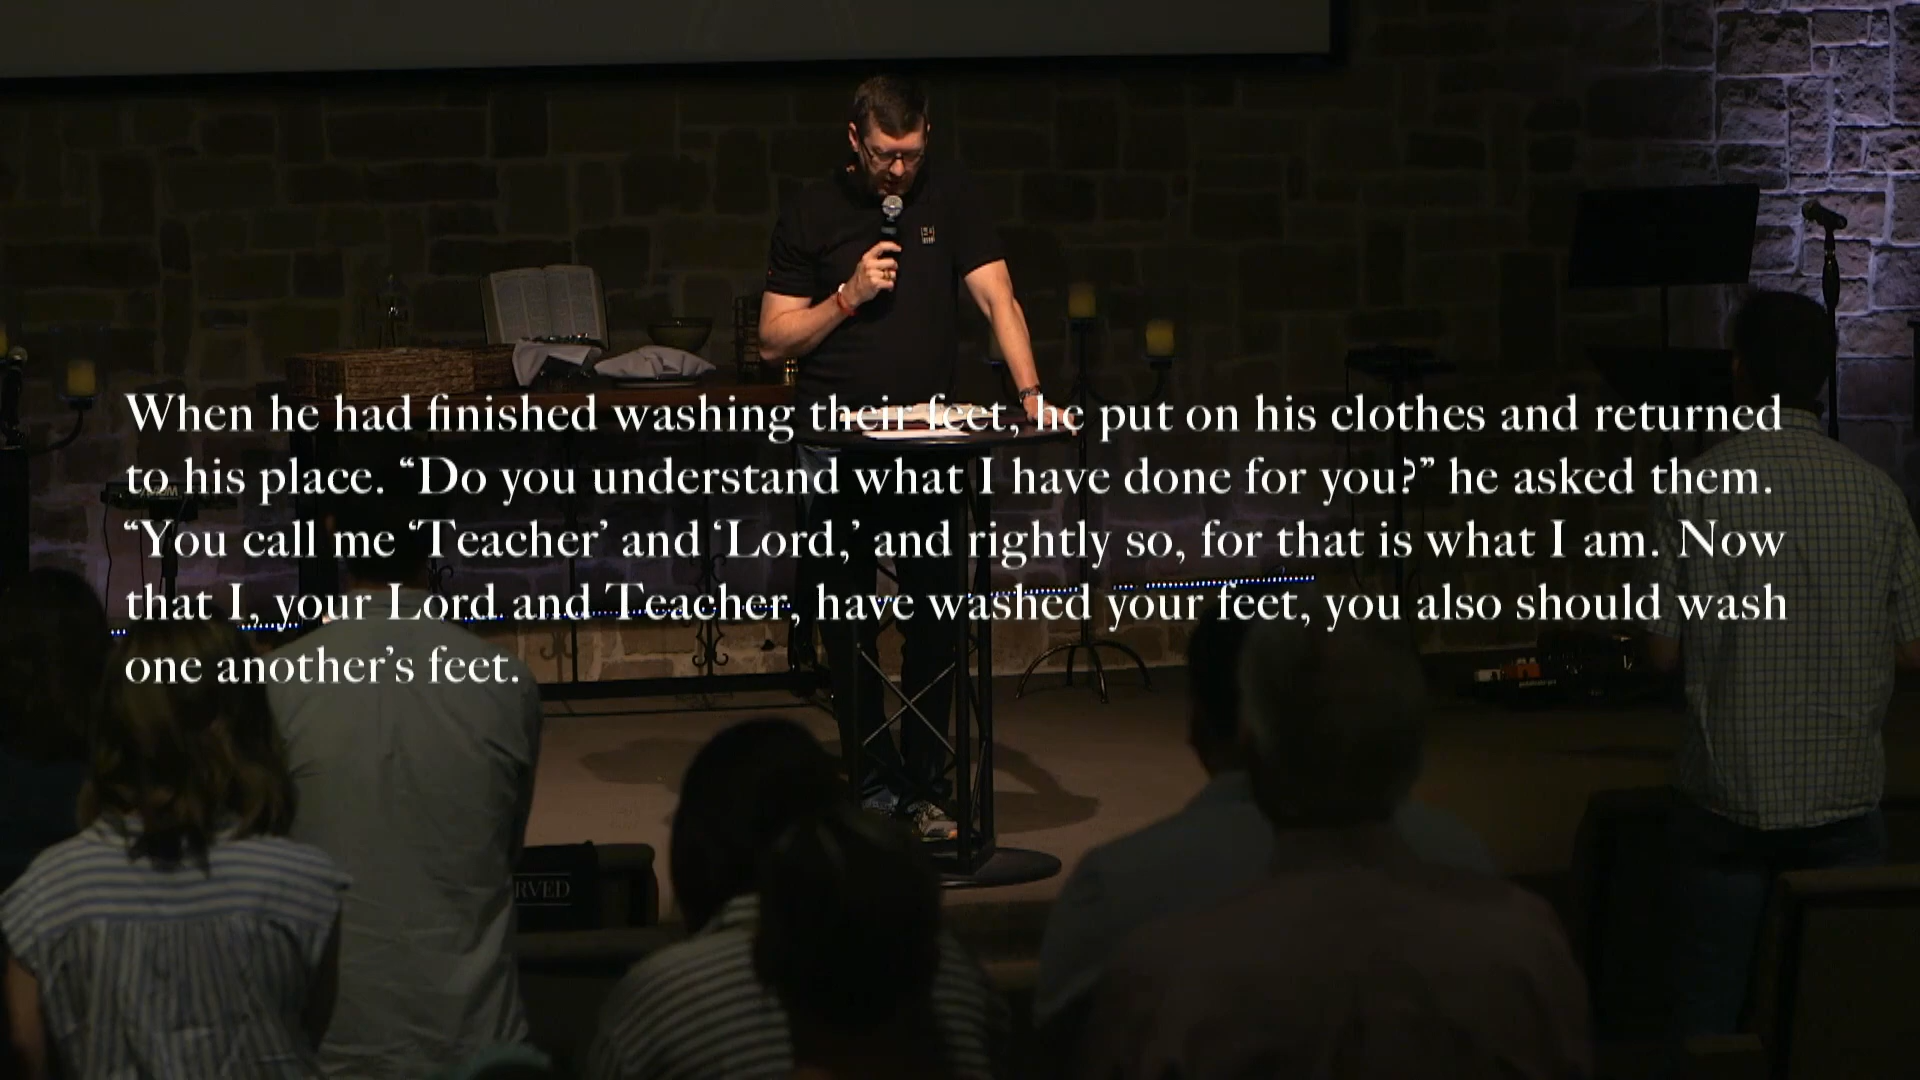 When he had finished washing their feet, he put on his clothes and returned
to his place. “Do you understand what I have done for you?” he asked them.
“You call me ‘Teacher’ and ‘Lord,’ and rightly so, for that is what I am. Now
that I, your Lord and Teacher, have washed your feet, you also should wash
one another’s feet.
RVED